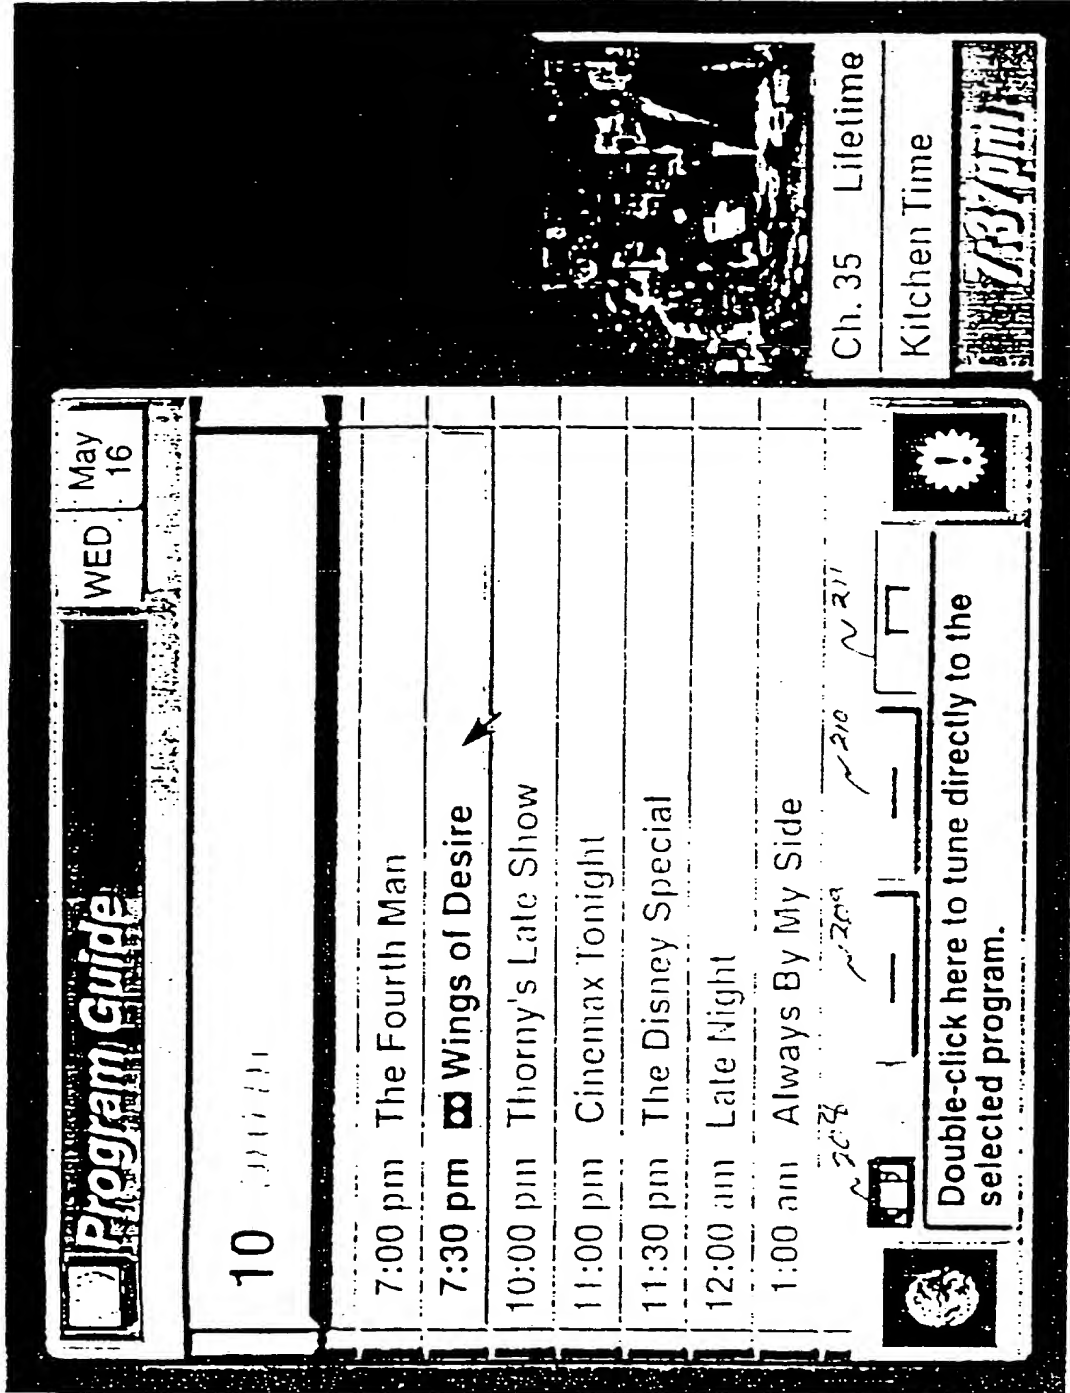 Program Guide
WED
May
16
10
7:00 pm The Fourth Man
7:30 pm Wings of Desire
10:00 pm Thorny's Late Show
11:00 pm Cinemax Tonight
11:30 pm The Disney Special
12:00 am Late Night
1:00 am Always By My Side
208
209
210
211
!
Double-click here to tune directly to the
selected program.
Ch. 35 Lifetime
Kitchen Time
7:37pm